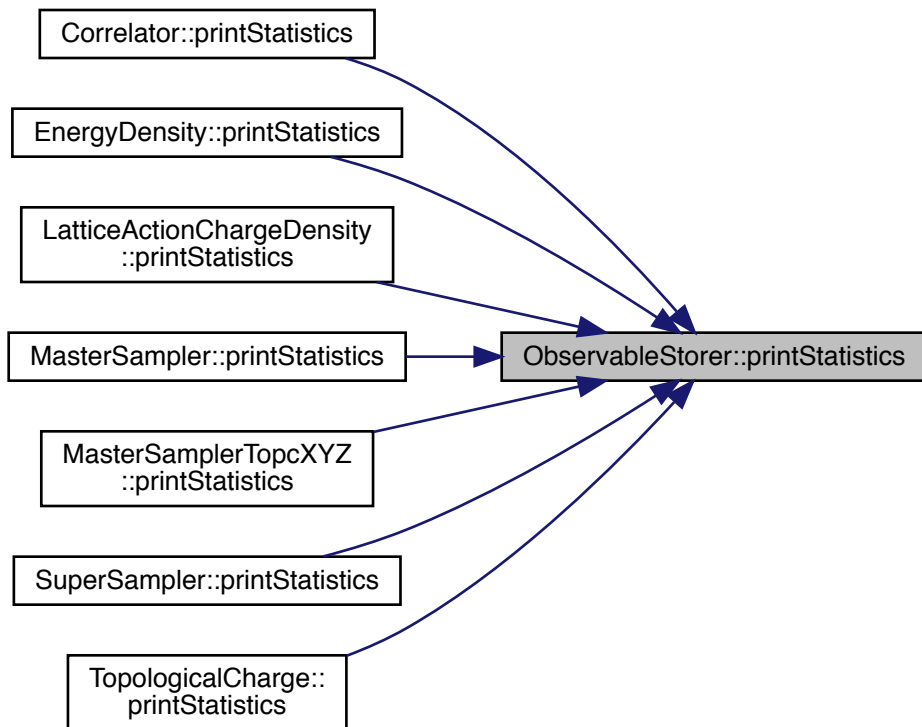 Correlator::printStatistics
EnergyDensity::printStatistics
LatticeActionChargeDensity
::printStatistics
MasterSampler::printStatistics
ObservableStorer::printStatistics
MasterSamplerTopcXYZ
::printStatistics
SuperSampler::printStatistics
TopologicalCharge::
printStatistics